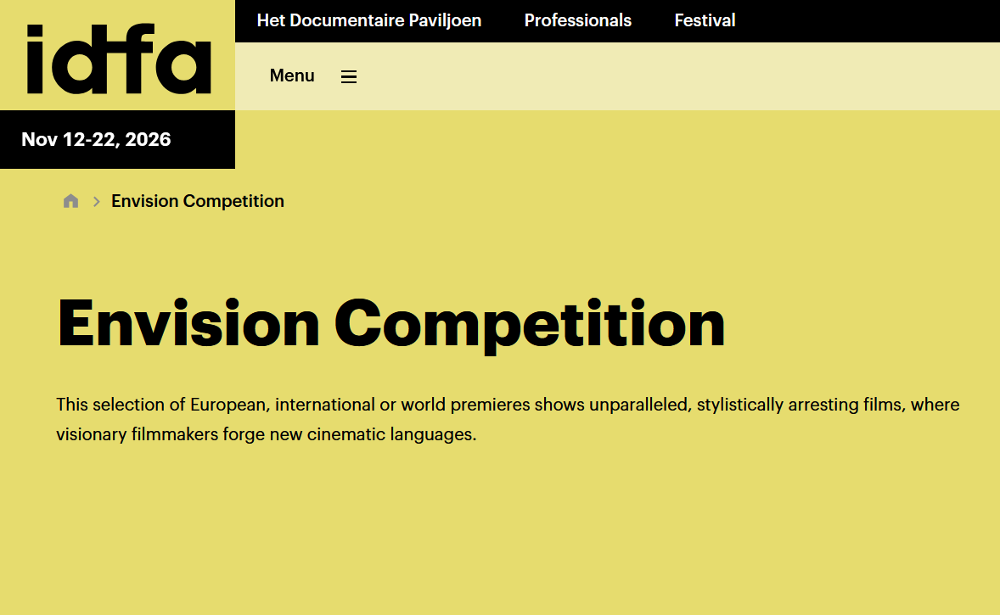 idfa
Het Documentaire Paviljoen Professionals Festival
Menu
Nov 12-22, 2026
Envision Competition
Envision Competition
This selection of European, international or world premieres shows unparalleled, stylistically arresting films, where
visionary filmmakers forge new cinematic languages.